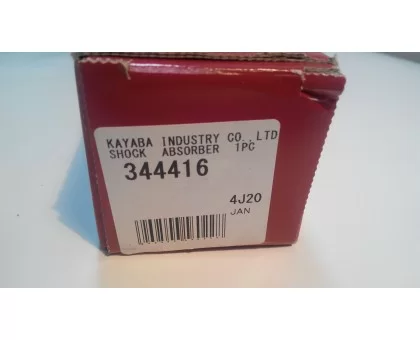 KAYABA INDUSTRY CO.,LTD
SHOCK ABSORBER 1PC
344416
4J20
JAN